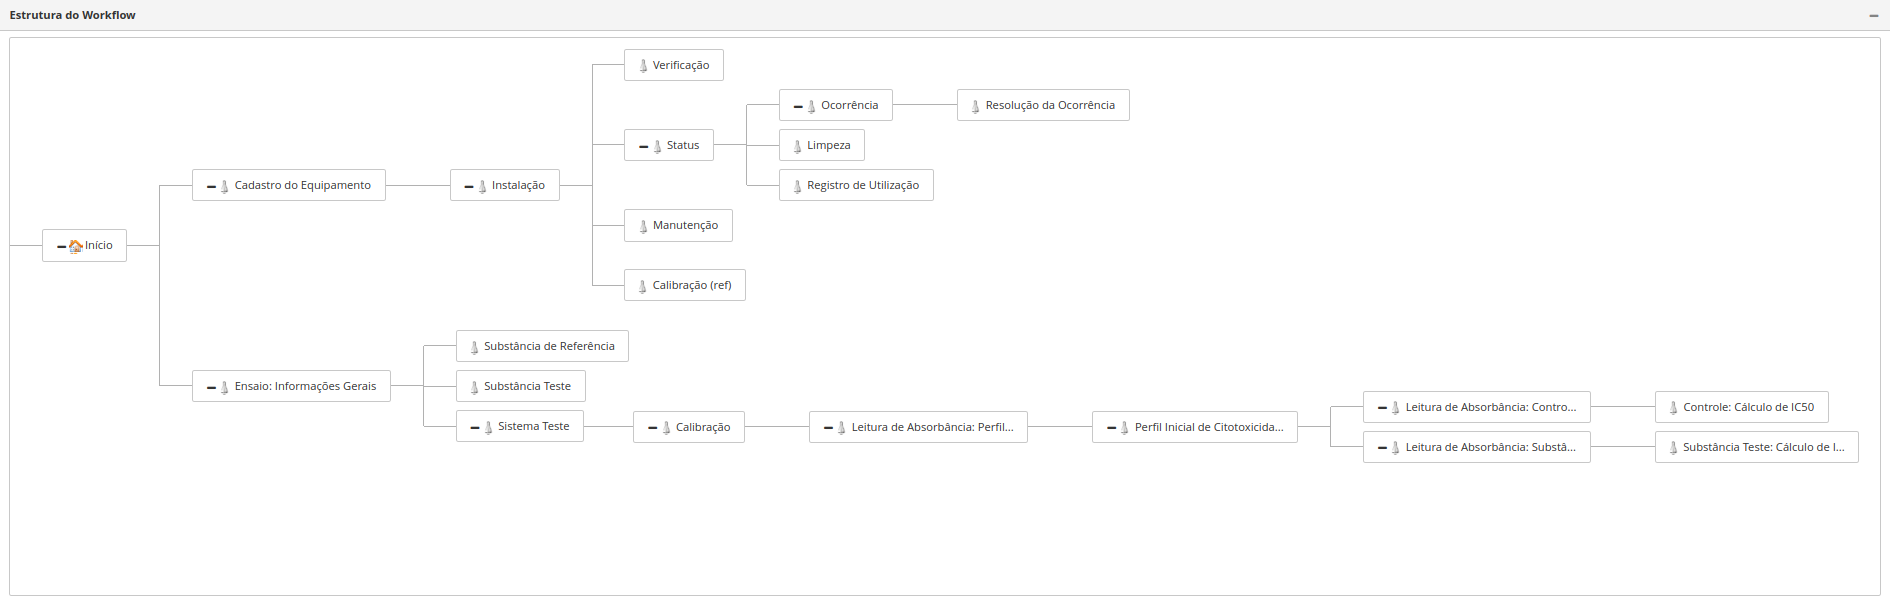 Estrutura do Workflow
Verificação
Ocorrência
Resolução da Ocorrência
Status
Limpeza
Cadastro do Equipamento
Instalação
Registro de Utilização
Manutenção
Início
Calibração (ref)
Substância de Referência
Ensaio: Informações Gerais
Substância Teste
Leitura de Absorbância: Contro...
Controle: Cálculo de IC50
Sistema Teste
Calibração
Leitura de Absorbância: Perfil...
Perfil Inicial de Citotoxicida...
Leitura de Absorbância: Substâ...
Substância Teste: Cálculo de I...